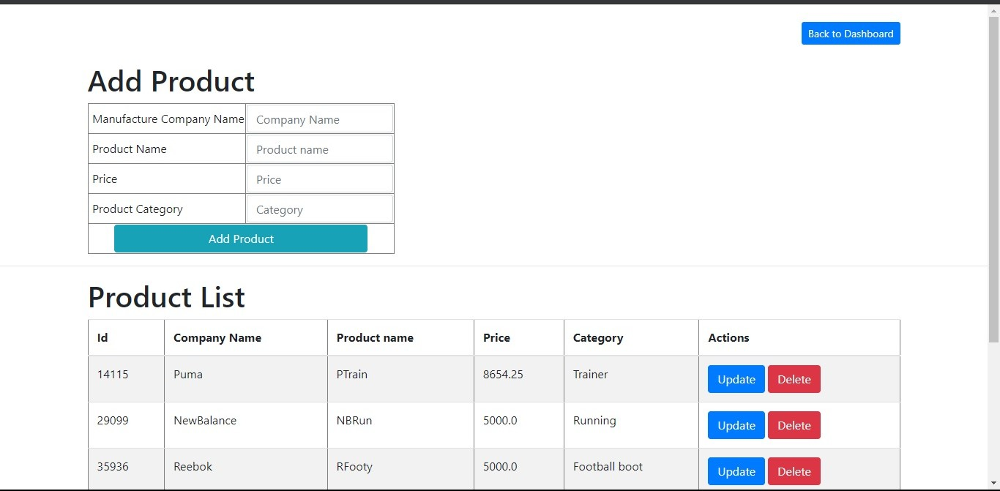 Back to Dashboard
Add Product
Manufacture Company Name Company Name
Product Name Product name
Price Price
Product Category Category
Add Product
Product List
Id Company Name Product name Price Category Actions
14115 Puma PTrain 8654.25 Trainer Update Delete
29099 NewBalance NBRun 5000.0 Running Update Delete
35936 Reebok RFooty 5000.0 Football boot Update Delete